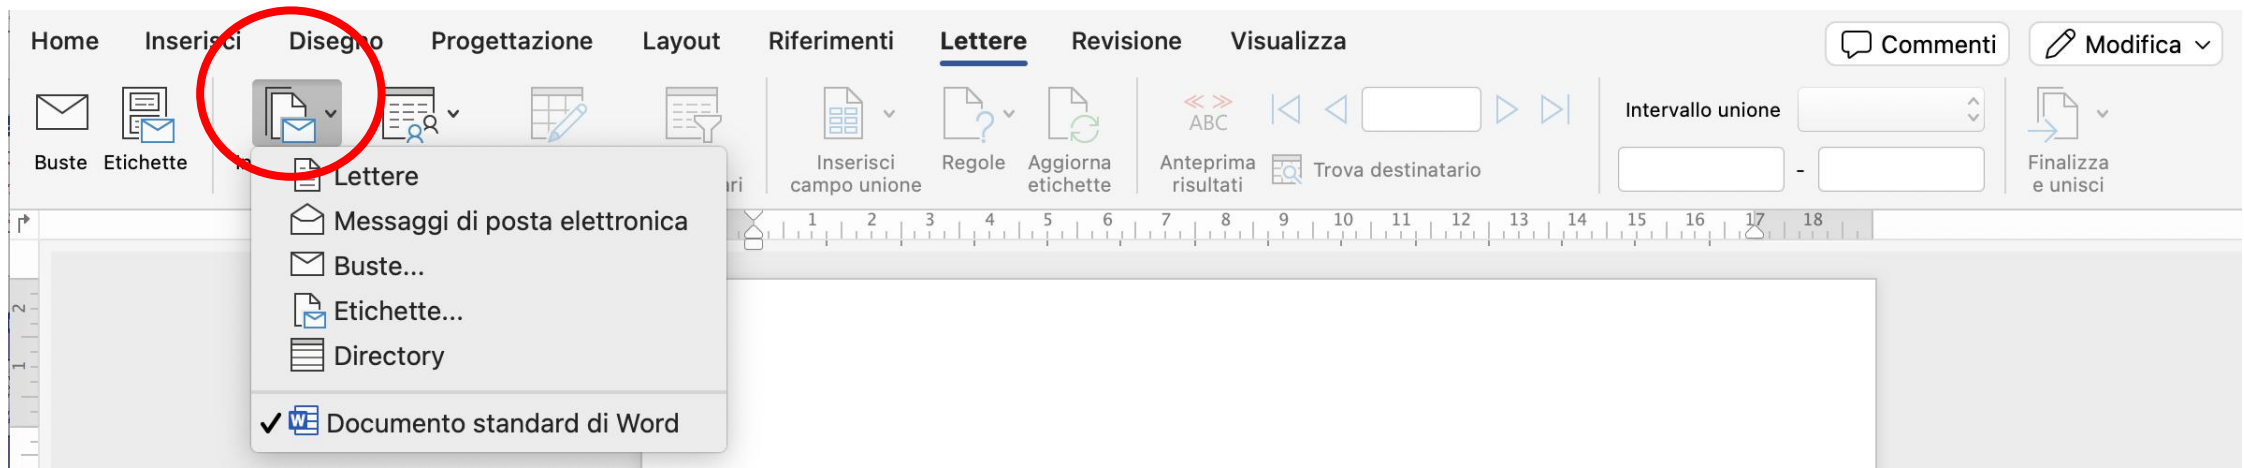 Home Inserisci Disegno Progettazione Layout Riferimenti Lettere Revisione Visualizza Commenti Modifica
ABC Intervallo unione
Buste Etichette Inserisci campo unione Regole Aggiorna etichette Anteprima risultati Trova destinatario - Finalizza e unisci
Lettere
Messaggi di posta elettronica
Buste...
Etichette...
Directory
Documento standard di Word
1 2 3 4 5 6 7 8 9 10 11 12 13 14 15 16 17 18
2
1